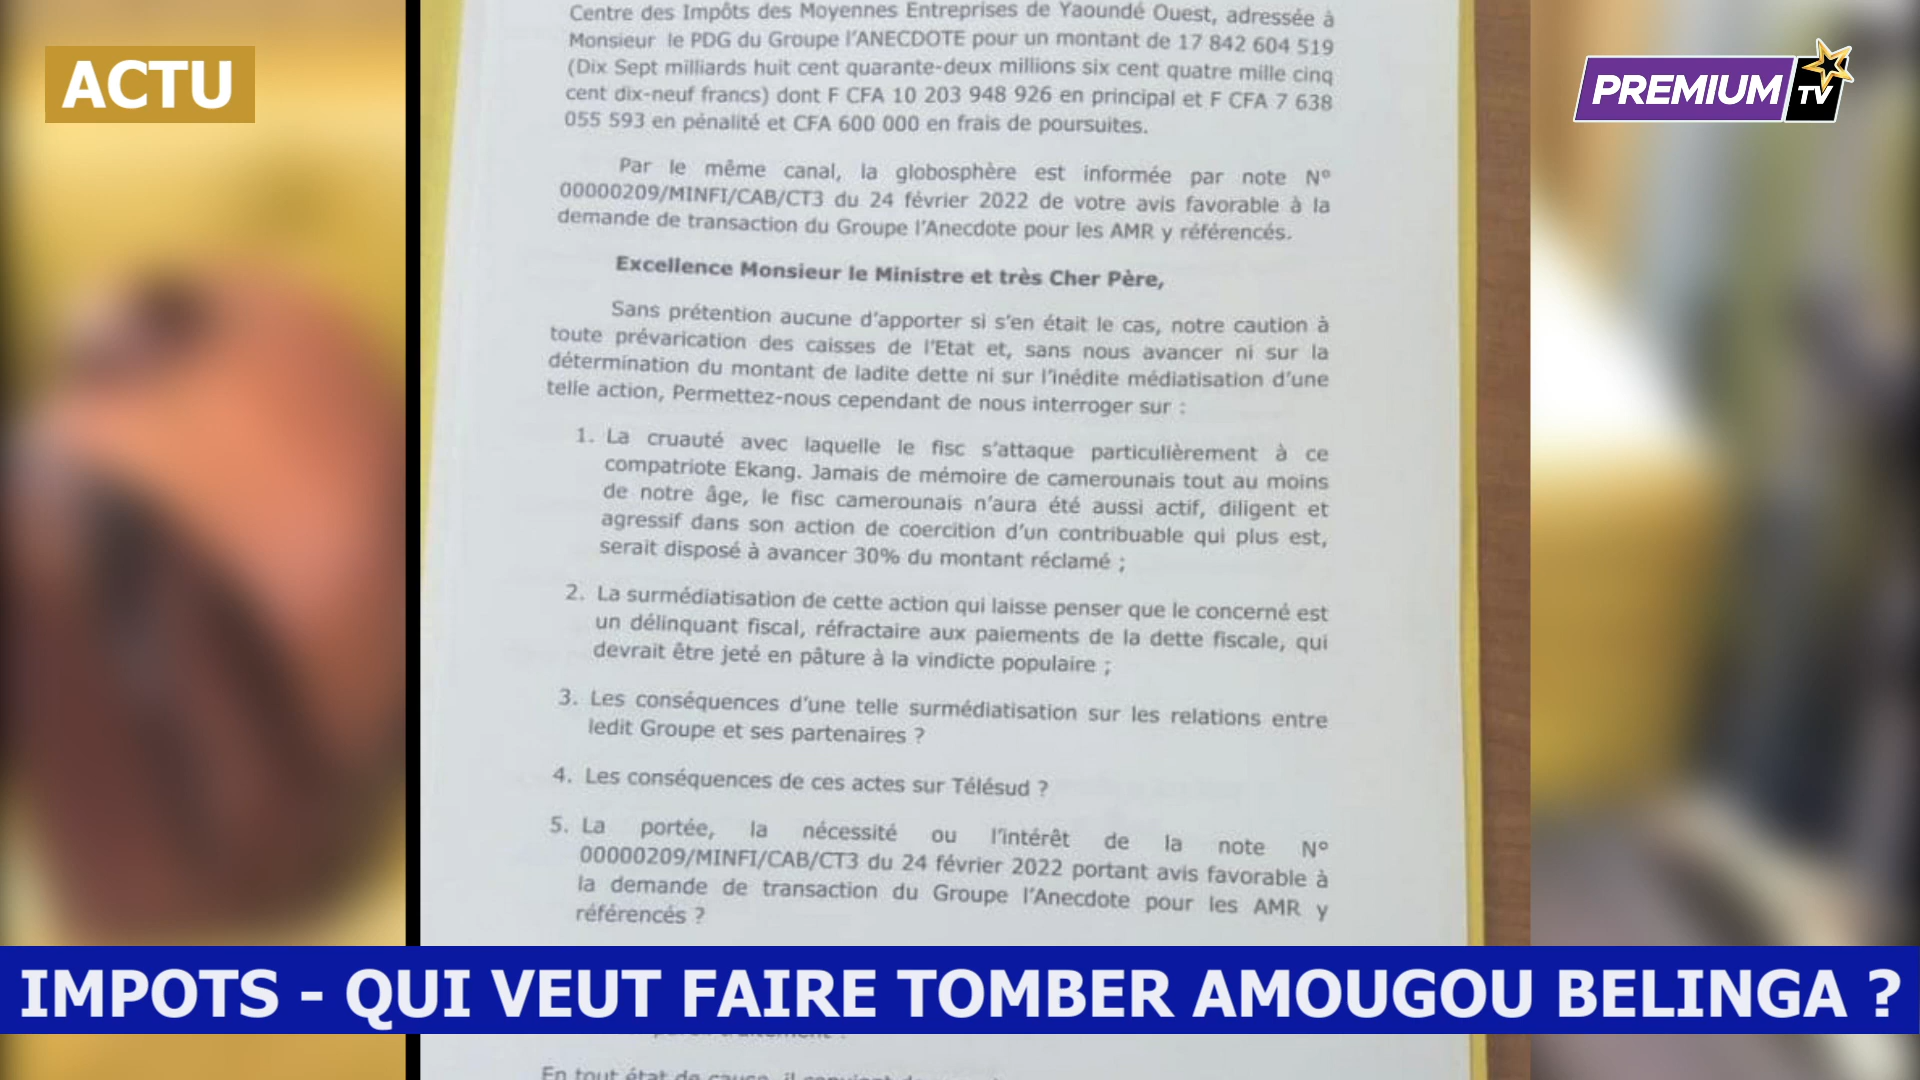 ACTU
PREMIUM TV
Centre des Impôts des Moyennes Entreprises de Yaoundé Ouest, adressée à
Monsieur le PDG du Groupe l'ANECDOTE pour un montant de 17 842 604 519
(Dix Sept milliards huit cent quarante-deux millions six cent quatre mille cinq
cent dix-neuf francs) dont F CFA 10 203 948 926 en principal et F CFA 7 638
055 593 en pénalité et CFA 600 000 en frais de poursuites.
Par le même canal, la globosphère est informée par note N°
00000209/MINFI/CAB/CT3 du 24 février 2022 de votre avis favorable à la
demande de transaction du Groupe l'Anecdote pour les AMR y référencés.
Excellence Monsieur le Ministre et très Cher Père,
Sans prétention aucune d'apporter si s'en était le cas, notre caution à
toute prévarication des caisses de l'Etat et, sans nous avancer ni sur la
détermination du montant de ladite dette ni sur l'inédite médiatisation d'une
telle action, Permettez-nous cependant de nous interroger sur :
1. La cruauté avec laquelle le fisc s'attaque particulièrement à ce
compatriote Ekang. Jamais de mémoire de camerounais tout au moins
de notre âge, le fisc camerounais n'aura été aussi actif, diligent et
agressif dans son action de coercition d'un contribuable qui plus est,
serait disposé à avancer 30% du montant réclamé ;
2. La surmédiatisation de cette action qui laisse penser que le concerné est
un délinquant fiscal, réfractaire aux paiements de la dette fiscale, qui
devrait être jeté en pâture à la vindicte populaire ;
3. Les conséquences d'une telle surmédiatisation sur les relations entre
ledit Groupe et ses partenaires ?
4. Les conséquences de ces actes sur Télésud ?
5. La portée, la nécessité ou l'intérêt de la note N°
00000209/MINFI/CAB/CT3 du 24 février 2022 portant avis favorable à
la demande de transaction du Groupe l'Anecdote pour les AMR y
référencés ?
IMPOTS - QUI VEUT FAIRE TOMBER AMOUGOU BELINGA ?
En tout état de cause, il